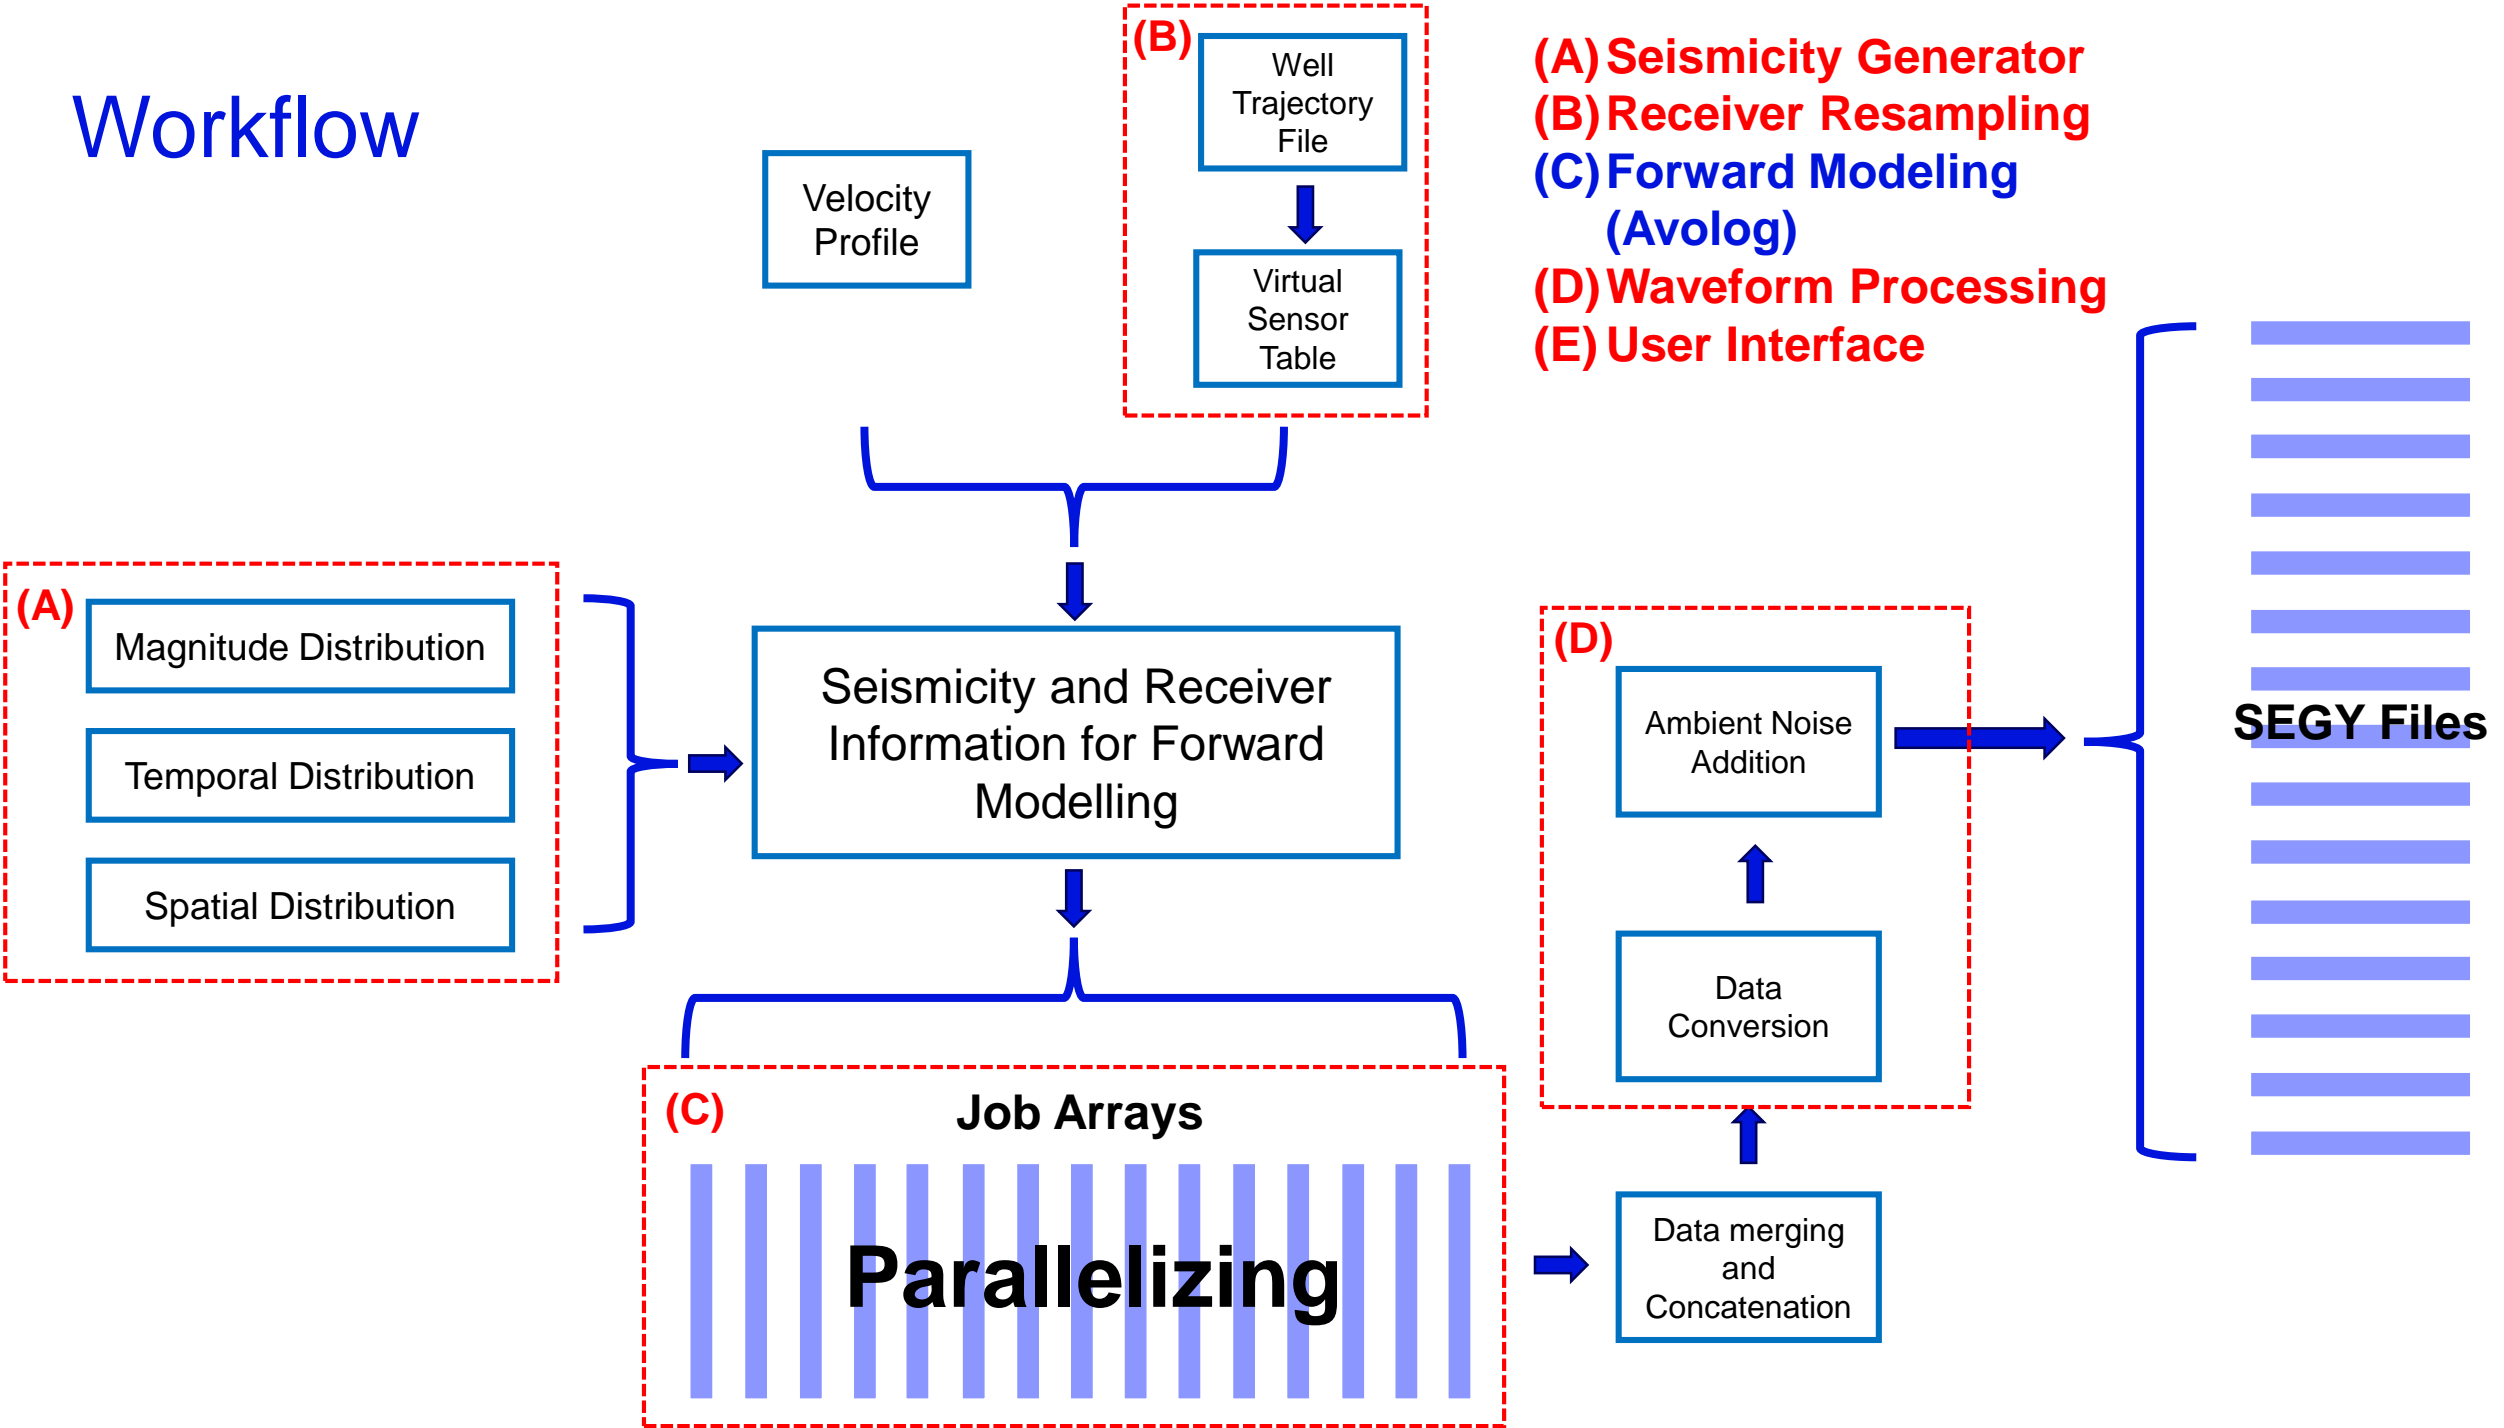 Workflow
(B)
Well
Trajectory
File
Virtual
Sensor
Table
Velocity
Profile
(A) Seismicity Generator
(B) Receiver Resampling
(C) Forward Modeling
(Avolog)
(D) Waveform Processing
(E) User Interface
(A)
Magnitude Distribution
Temporal Distribution
Spatial Distribution
Seismicity and Receiver
Information for Forward
Modelling
(C)
Job Arrays
Parallelizing
Data merging
and
Concatenation
(D)
Ambient Noise
Addition
Data
Conversion
SEGY Files